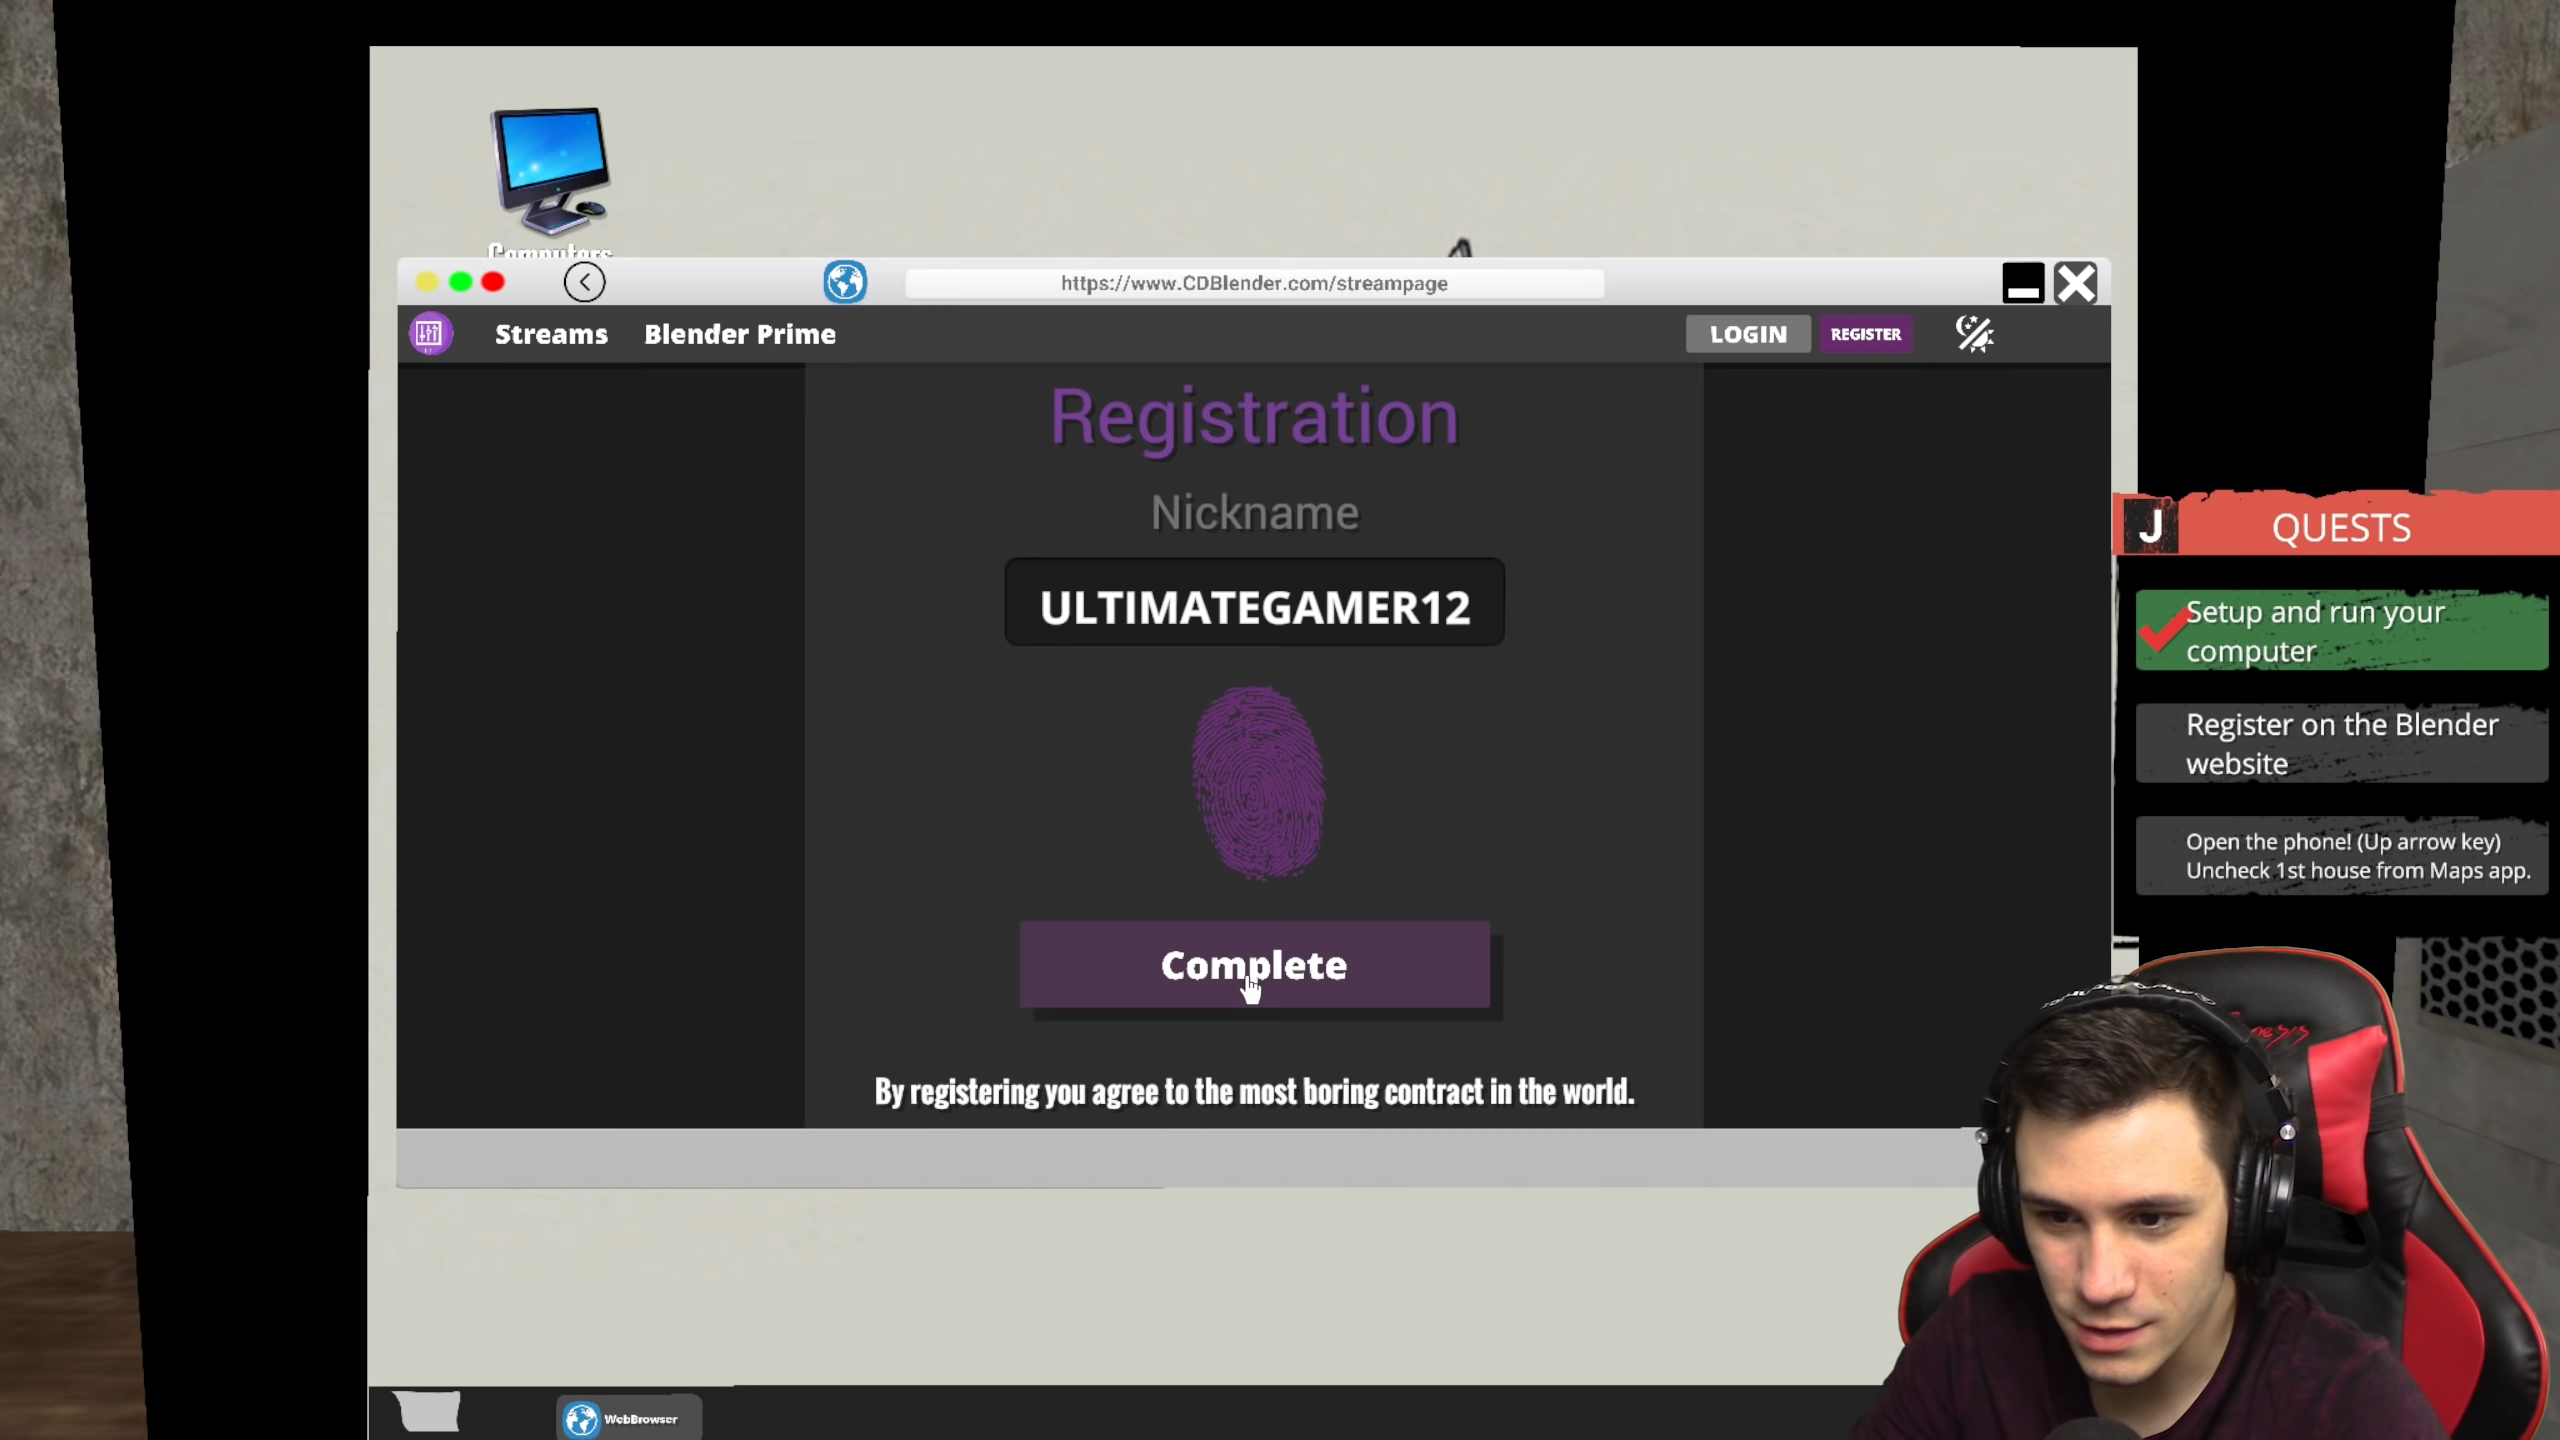 Computers
https://www.CDBlender.com/streampage
Streams
Blender Prime
LOGIN
REGISTER
Registration
Nickname
ULTIMATEGAMER12
Complete
By registering you agree to the most boring contract in the world.
J
QUESTS
Setup and run your
computer
Register on the Blender
website
Open the phone! (Up arrow key)
Uncheck 1st house from Maps app.
WebBrowser